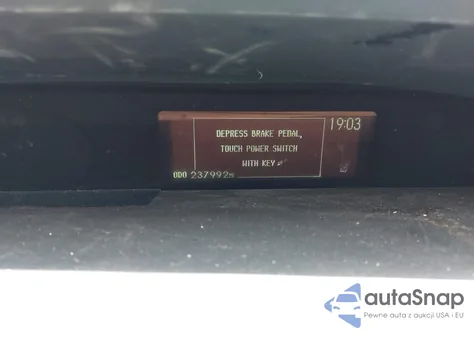 19:03
DEPRESS BRAKE PEDAL,
TOUCH POWER SWITCH
WITH KEY
ODO 237992
autaSnap
Pewne auta z aukcji USA i EU